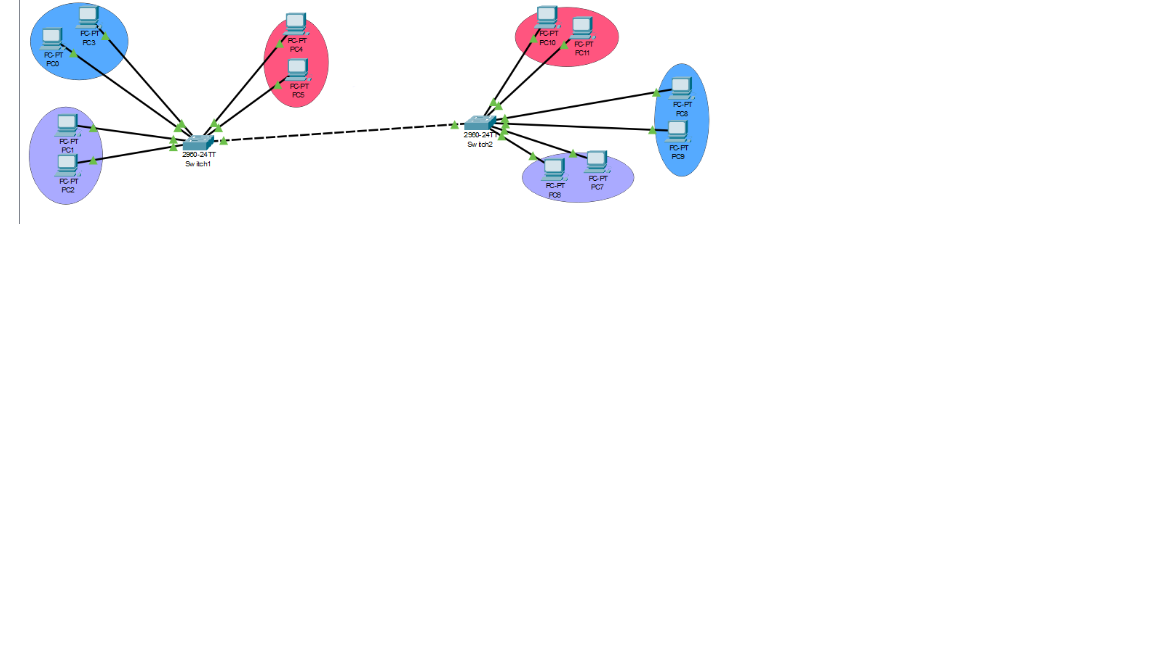 PC-PT
PC3
PC-PT
PC0
PC-PT
PC4
PC-PT
PC5
PC-PT
PC1
PC-PT
PC2
2960-24TT
Switch1
PC-PT
PC10
PC-PT
PC11
PC-PT
PC8
PC-PT
PC9
2960-24TT
Switch2
PC-PT
PC6
PC-PT
PC7